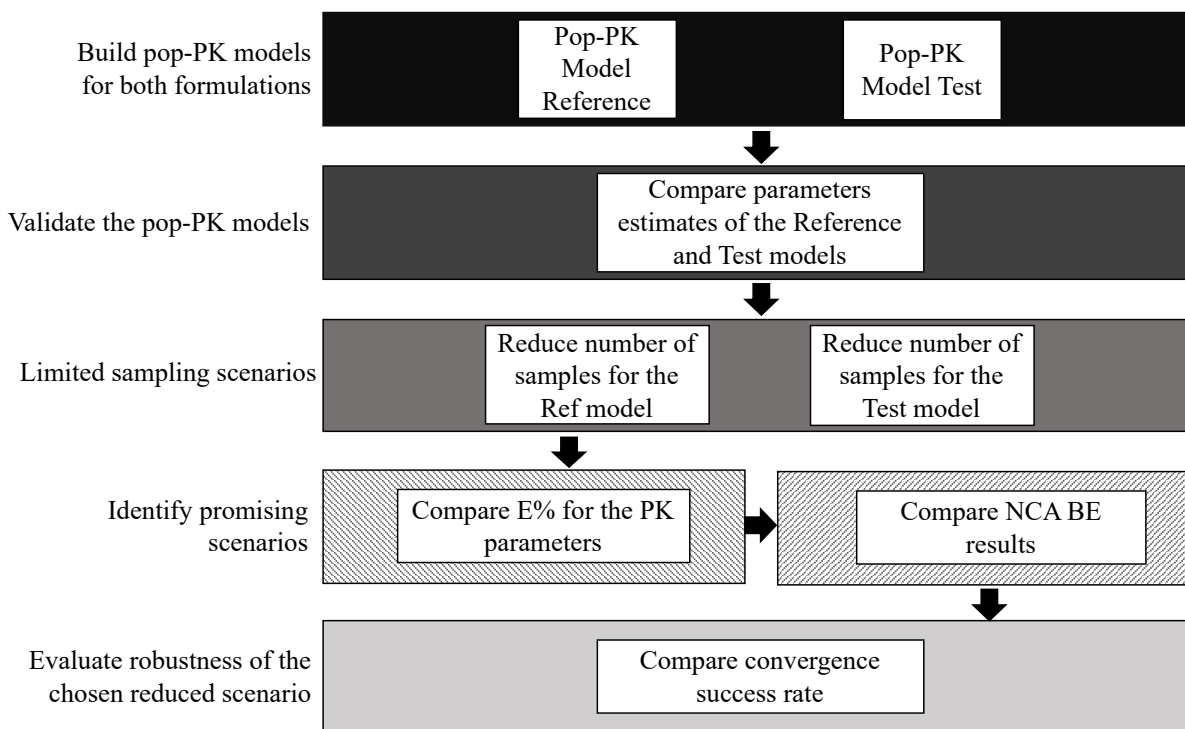 Build pop-PK models
for both formulations
Pop-PK
Model
Reference
Pop-PK
Model Test
Validate the pop-PK models
Compare parameters
estimates of the Reference
and Test models
Limited sampling scenarios
Reduce number of
samples for the
Ref model
Reduce number of
samples for the
Test model
Identify promising
scenarios
Compare E% for the PK
parameters
Compare NCA BE
results
Evaluate robustness of the
chosen reduced scenario
Compare convergence
success rate